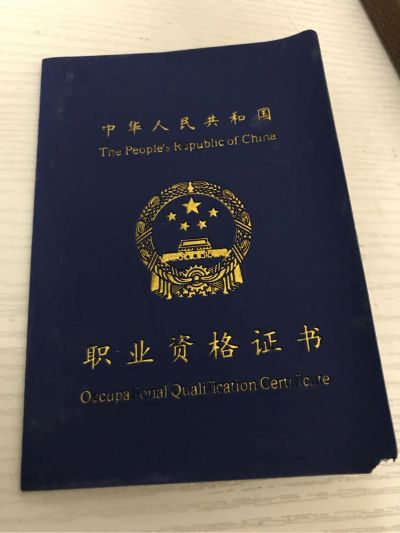 中华人民共和国
The People's Republic of China
职业资格证书
Occupational Qualification Certificate